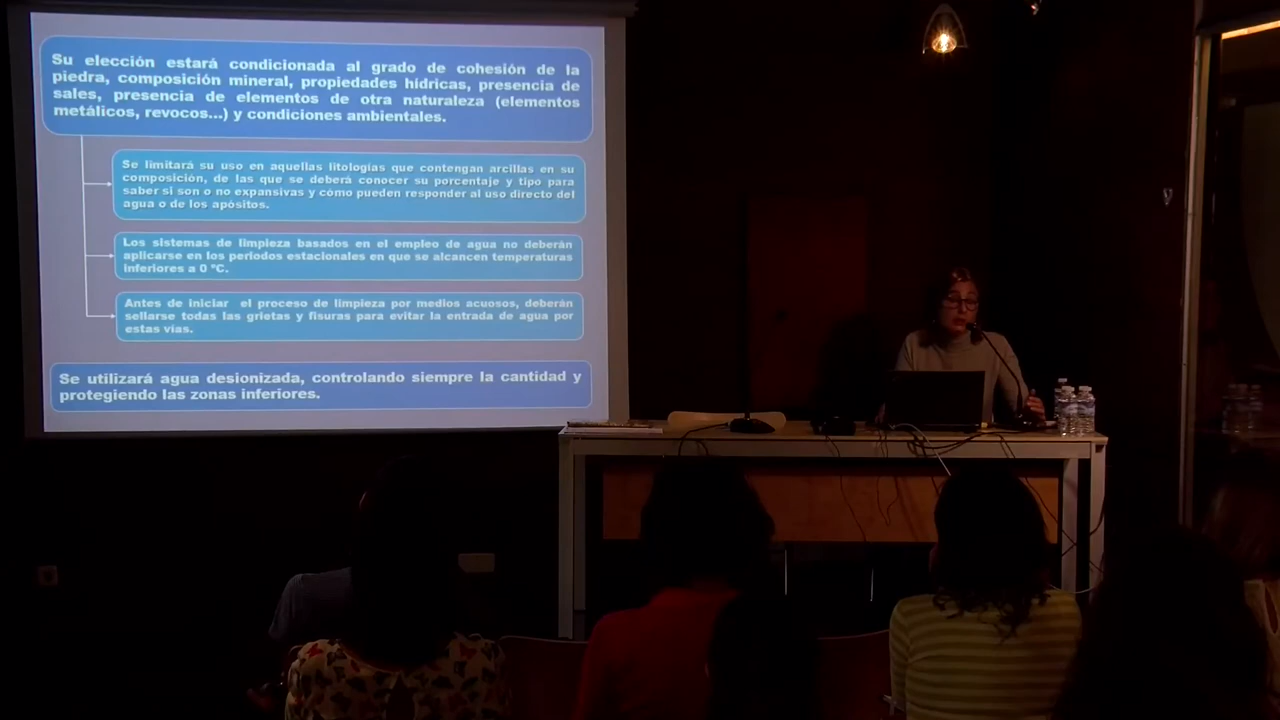 Su elección estará condicionada al grado de cohesión de la
piedra, composición mineral, propiedades hídricas, presencia de
sales, presencia de elementos de otra naturaleza (elementos
metálicos, revocos...) y condiciones ambientales.
Se limitará su uso en aquellas litologías que contengan arcillas en su
composición, de las que se deberá conocer su porcentaje y tipo para
saber si son o no expansivas y cómo pueden responder al uso directo del
agua o de los apósitos.
Los sistemas de limpieza basados en el empleo de agua no deberán
aplicarse en los periodos estacionales en que se alcancen temperaturas
inferiores a 0 ºC.
Antes de iniciar el proceso de limpieza por medios acuosos, deberán
sellarse todas las grietas y fisuras para evitar la entrada de agua por
estas vías.
Se utilizará agua desionizada, controlando siempre la cantidad y
protegiendo las zonas inferiores.